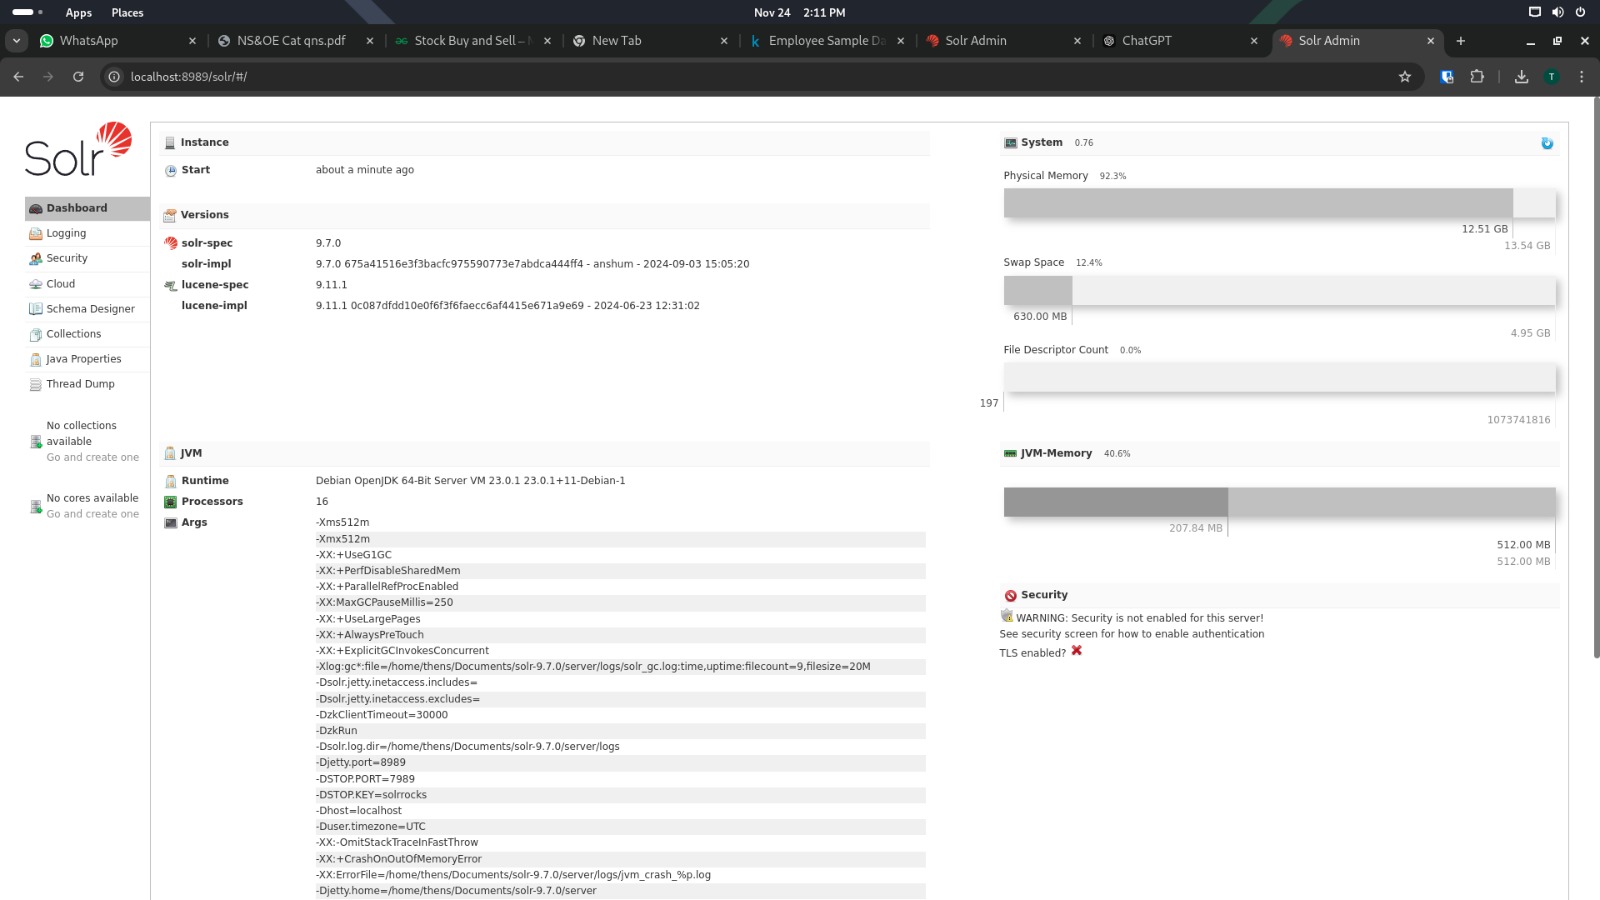 Apps Places Nov 24 2:11 PM
WhatsApp NS&OE Cat qns.pdf Stock Buy and Sell – New Tab Employee Sample Da Solr Admin ChatGPT Solr Admin
localhost:8989/solr/#/ T
Solr
Dashboard
Logging
Security
Cloud
Schema Designer
Collections
Java Properties
Thread Dump
No collections
available
Go and create one
No cores available
Go and create one
Instance
Start about a minute ago
Versions
solr-spec 9.7.0
solr-impl 9.7.0 675a41516e3f3bacfc975590773e7abdca444ff4 - anshum - 2024-09-03 15:05:20
lucene-spec 9.11.1
lucene-impl 9.11.1 0c087dfdd10e0f6f3f6faecc6af4415e671a9e69 - 2024-06-23 12:31:02
JVM
Runtime Debian OpenJDK 64-Bit Server VM 23.0.1 23.0.1+11-Debian-1
Processors 16
Args -Xms512m
-Xmx512m
-XX:+UseG1GC
-XX:+PerfDisableSharedMem
-XX:+ParallelRefProcEnabled
-XX:MaxGCPauseMillis=250
-XX:+UseLargePages
-XX:+AlwaysPreTouch
-XX:+ExplicitGCInvokesConcurrent
-Xlog:gc*:file=/home/thens/Documents/solr-9.7.0/server/logs/solr_gc.log:time,uptime:filecount=9,filesize=20M
-Dsolr.jetty.inetaccess.includes=
-Dsolr.jetty.inetaccess.excludes=
-DzkClientTimeout=30000
-DzkRun
-Dsolr.log.dir=/home/thens/Documents/solr-9.7.0/server/logs
-Djetty.port=8989
-DSTOP.PORT=7989
-DSTOP.KEY=solrrocks
-Dhost=localhost
-Duser.timezone=UTC
-XX:-OmitStackTraceInFastThrow
-XX:+CrashOnOutOfMemoryError
-XX:ErrorFile=/home/thens/Documents/solr-9.7.0/server/logs/jvm_crash_%p.log
-Djetty.home=/home/thens/Documents/solr-9.7.0/server
System 0.76
Physical Memory 92.3%
12.51 GB
13.54 GB
Swap Space 12.4%
630.00 MB
4.95 GB
File Descriptor Count 0.0%
197
1073741816
JVM-Memory 40.6%
207.84 MB
512.00 MB
512.00 MB
Security
WARNING: Security is not enabled for this server!
See security screen for how to enable authentication
TLS enabled?